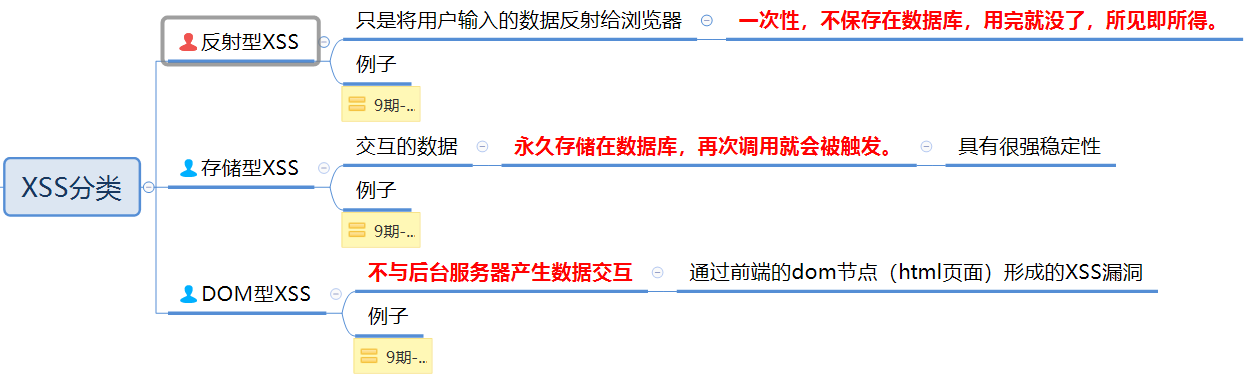 XSS分类
反射型XSS
只是将用户输入的数据反射给浏览器
一次性，不保存在数据库，用完就没了，所见即所得。
例子
9期-...
存储型XSS
交互的数据
永久存储在数据库，再次调用就会被触发。
具有很强稳定性
例子
9期-...
DOM型XSS
不与后台服务器产生数据交互
通过前端的dom节点（html页面）形成的XSS漏洞
例子
9期-...